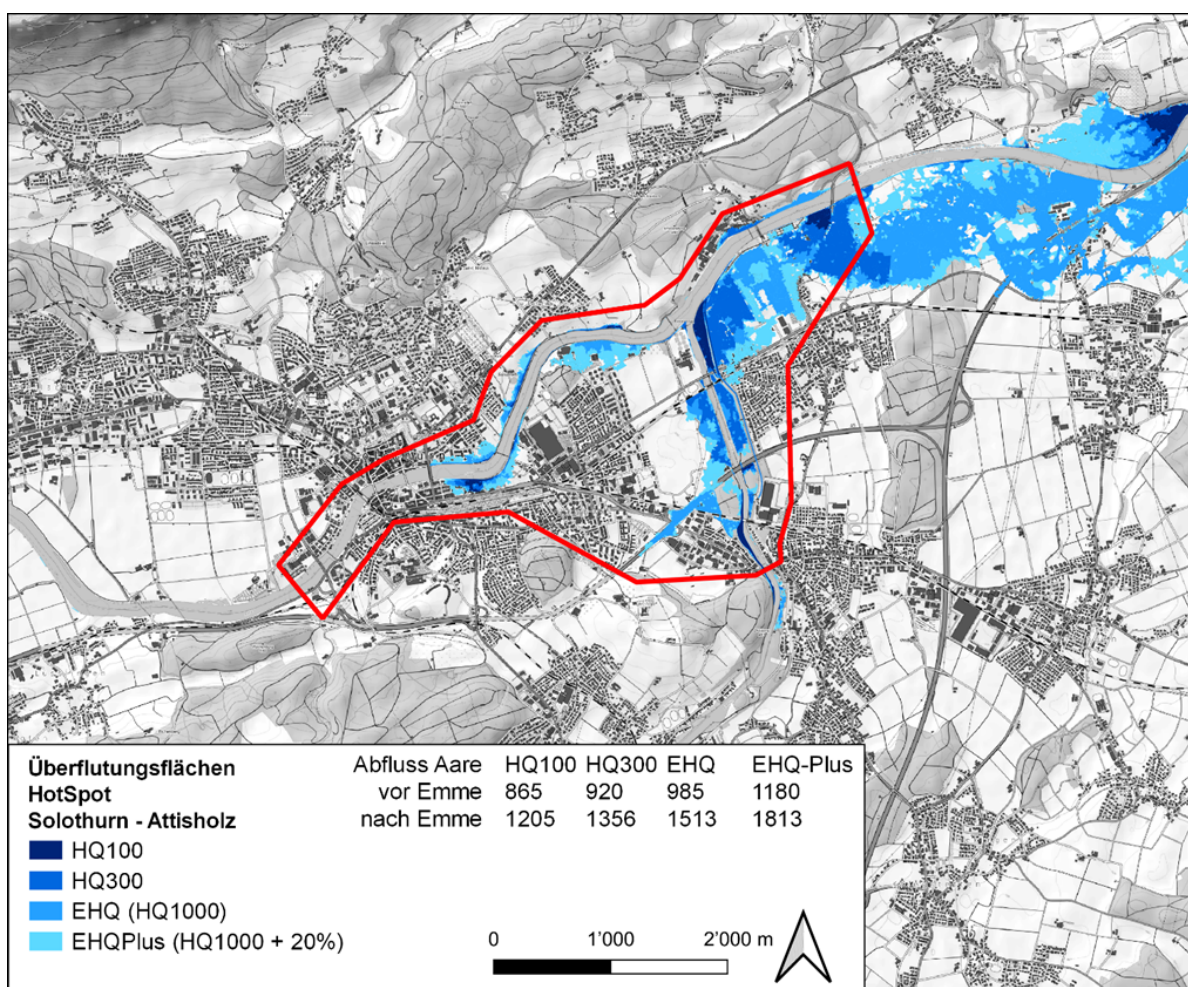 Überflutungsflächen
HotSpot
Solothurn - Attisholz
HQ100
HQ300
EHQ (HQ1000)
EHQPlus (HQ1000 + 20%)
Abfluss Aare HQ100 HQ300 EHQ EHQ-Plus
vor Emme 865 920 985 1180
nach Emme 1205 1356 1513 1813
0 1'000 2'000 m